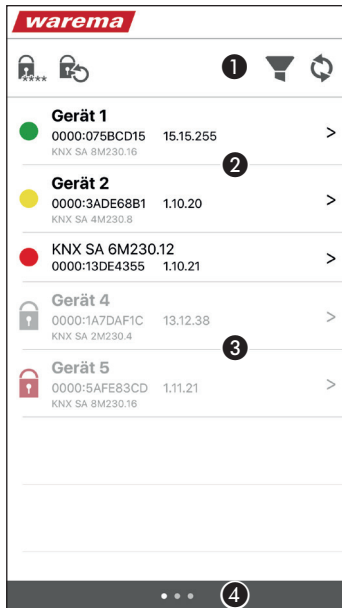 warema
****
1
Gerät 1
0000:075BCD15 15.15.255
>
KNX SA 8M230.16
2
Gerät 2
0000:3ADE68B1 1.10.20
>
KNX SA 4M230.8
KNX SA 6M230.12
0000:13DE4355 1.10.21
>
Gerät 4
0000:1A7DAF1C 13.12.38
>
KNX SA 2M230.4
3
Gerät 5
0000:5AFE83CD 1.11.21
>
KNX SA 8M230.16
4